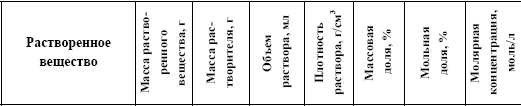 Растворенное
вещество
Масса раство-
ренного
вещества, г
Масса рас-
творителя, г
Объем
раствора, мл
Плотность
раствора, г/см³
Массовая
доля, %
Мольная
доля, %
Молярная
концентрация,
моль/л